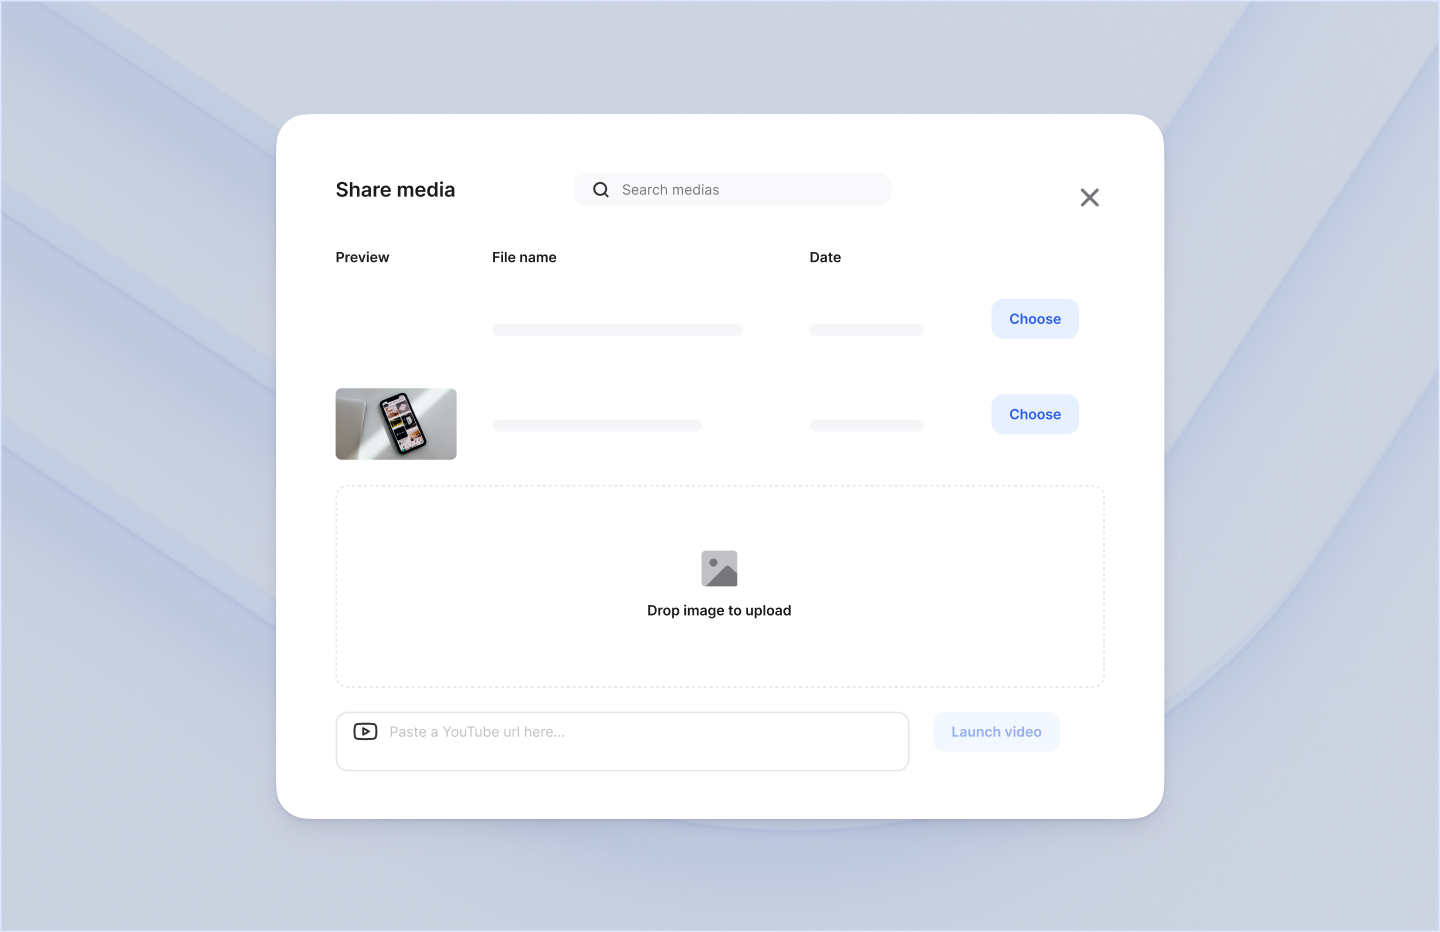 Share media
Search medias
Preview
File name
Date
Choose
Choose
Drop image to upload
Paste a YouTube url here...
Launch video